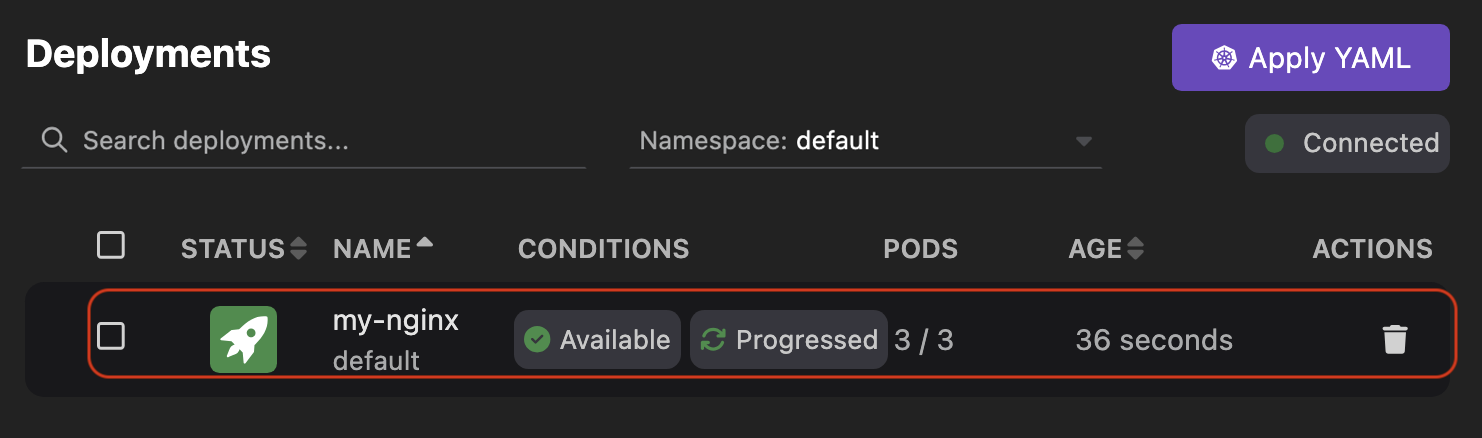 Deployments
Apply YAML
Search deployments...
Namespace: default
Connected
STATUS NAME CONDITIONS PODS AGE ACTIONS
my-nginx
default
Available Progressed 3 / 3 36 seconds